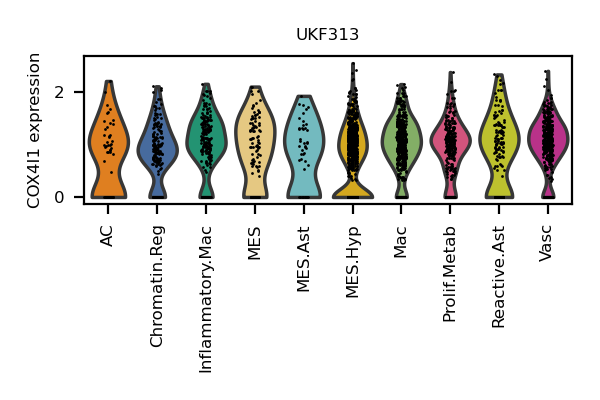 UKF313
COX4I1 expression
2
0
AC
Chromatin.Reg
Inflammatory.Mac
MES
MES.Ast
MES.Hyp
Mac
Prolif.Metab
Reactive.Ast
Vasc